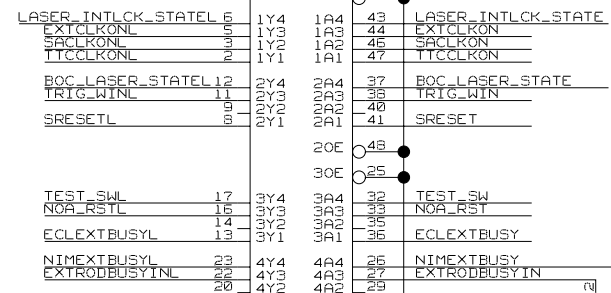 LASER_INTLCK_STATEL 6 1Y4 1A4 43 LASER_INTLCK_STATE
EXTCLKONL 5 1Y3 1A3 44 EXTCLKON
SACLKONL 3 1Y2 1A2 46 SACLKON
TTCCLKONL 2 1Y1 1A1 47 TTCCLKON
BOC_LASER_STATEL 12 2Y4 2A4 37 BOC_LASER_STATE
TRIG_WINL 11 2Y3 2A3 38 TRIG_WIN
9 2Y2 2A2 40
SRESETL 8 2Y1 2A1 41 SRESET
2OE 48
3OE 25
TEST_SWL 17 3Y4 3A4 32 TEST_SW
NOA_RSTL 16 3Y3 3A3 33 NOA_RST
14 3Y2 3A2 35
ECLEXTBUSYL 13 3Y1 3A1 36 ECLEXTBUSY
NIMEXTBUSYL 23 4Y4 4A4 26 NIMEXTBUSY
EXTRODBUSYINL 22 4Y3 4A3 27 EXTRODBUSYIN
20 4Y2 4A2 29